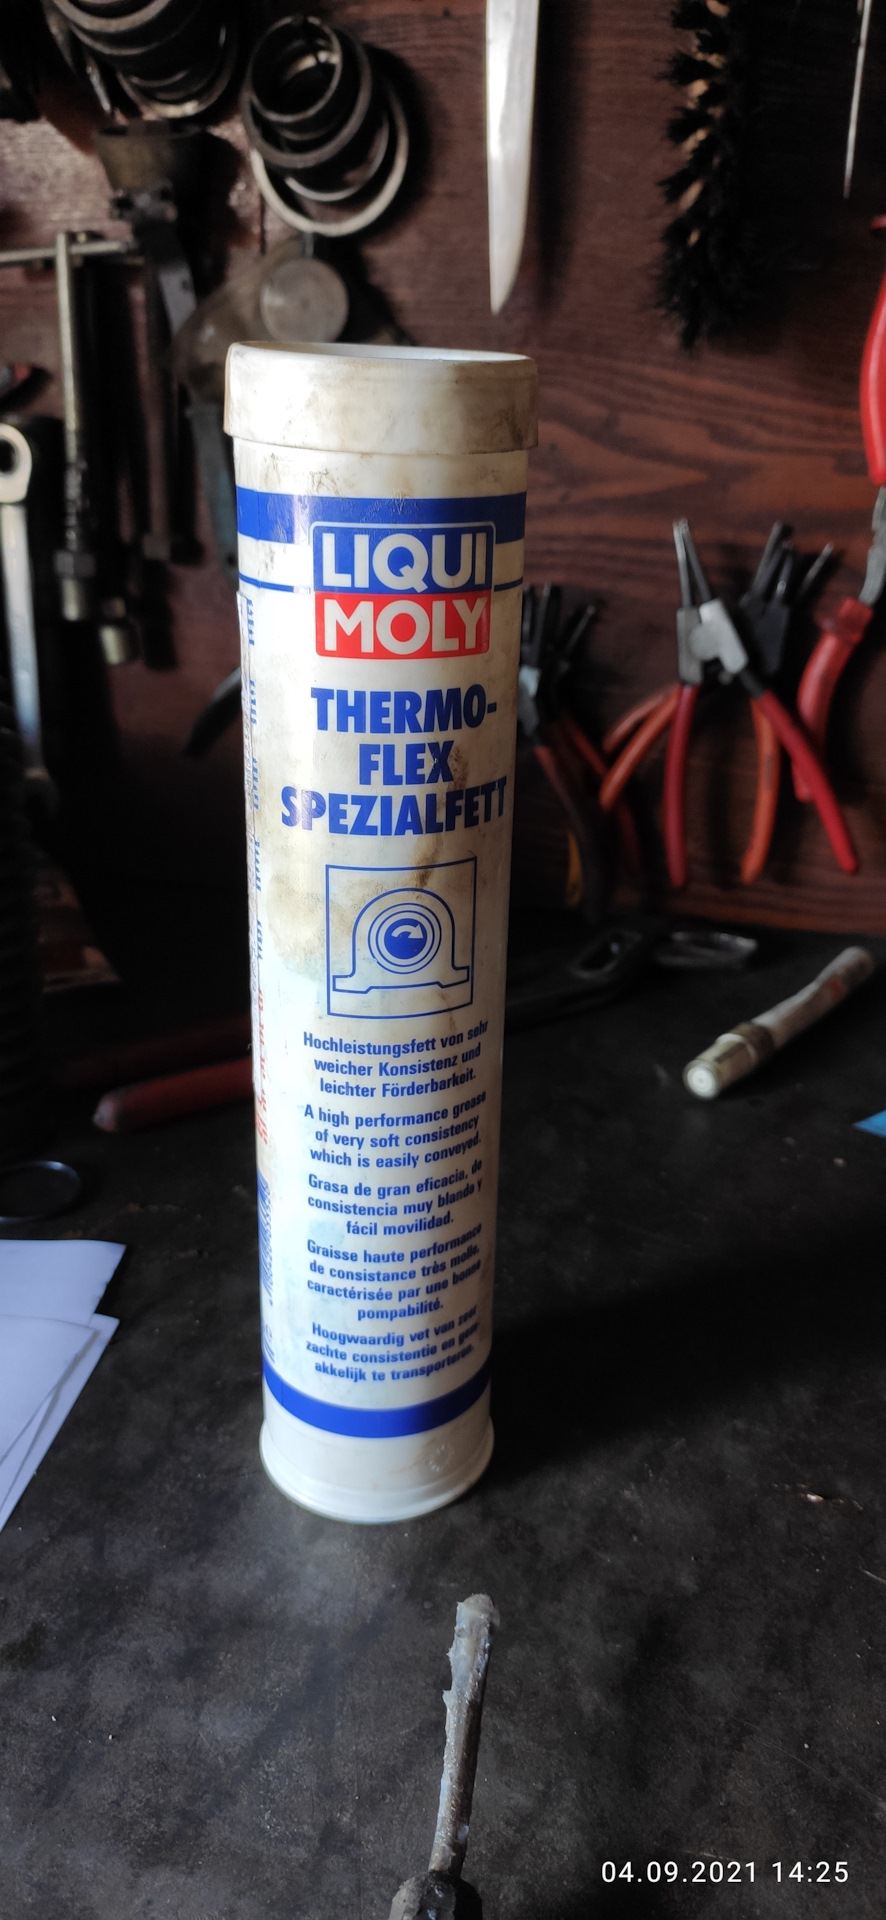 LIQUI
MOLY
THERMO-
FLEX
SPEZIALFETT
Hochleistungsfett von sehr
weicher Konsistenz und
leichter Förderbarkeit.
A high performance grease
of very soft consistency
which is easily conveyed.
Grasa de gran eficacia, de
consistencia muy blanda y
fácil movilidad.
Graisse haute performance
de consistance très molle,
caractérisée par une bonne
pompabilité.
Hoogwaardig vet van zeer
zachte consistentie en gem-
akkelijk te transporteren.
04.09.2021 14:25